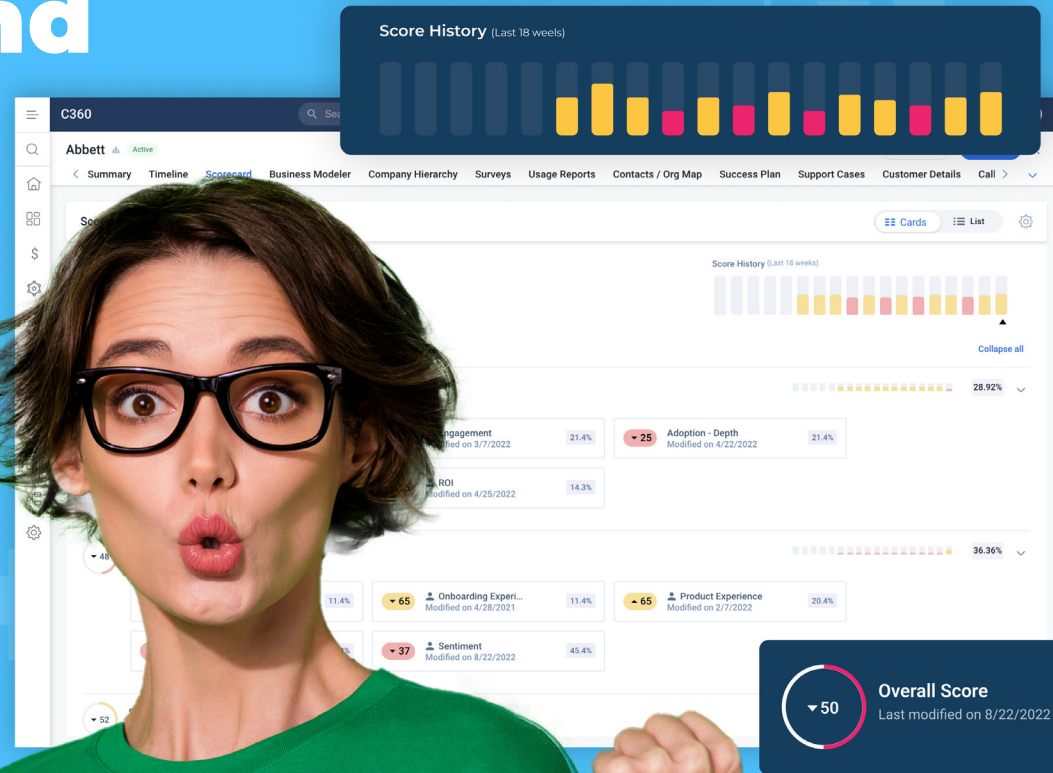 Score History (Last 18 weels)
C360
Abbett Active
Summary Timeline Scorecard Business Modeler Company Hierarchy Surveys Usage Reports Contacts / Org Map Success Plan Support Cases Customer Details Call
Cards List
Score History (Last 18 weeks)
Collapse all
28.92%
21.4% 25 Adoption - Depth 21.4%
Modified on 3/7/2022 Modified on 4/22/2022
ROI 14.3%
Modified on 4/25/2022
48 36.36%
11.4% 65 Onboarding Experi... 11.4% 65 Product Experience 20.4%
Modified on 4/28/2021 Modified on 2/7/2022
37 Sentiment 45.4%
Modified on 8/22/2022
52
50 Overall Score
Last modified on 8/22/2022